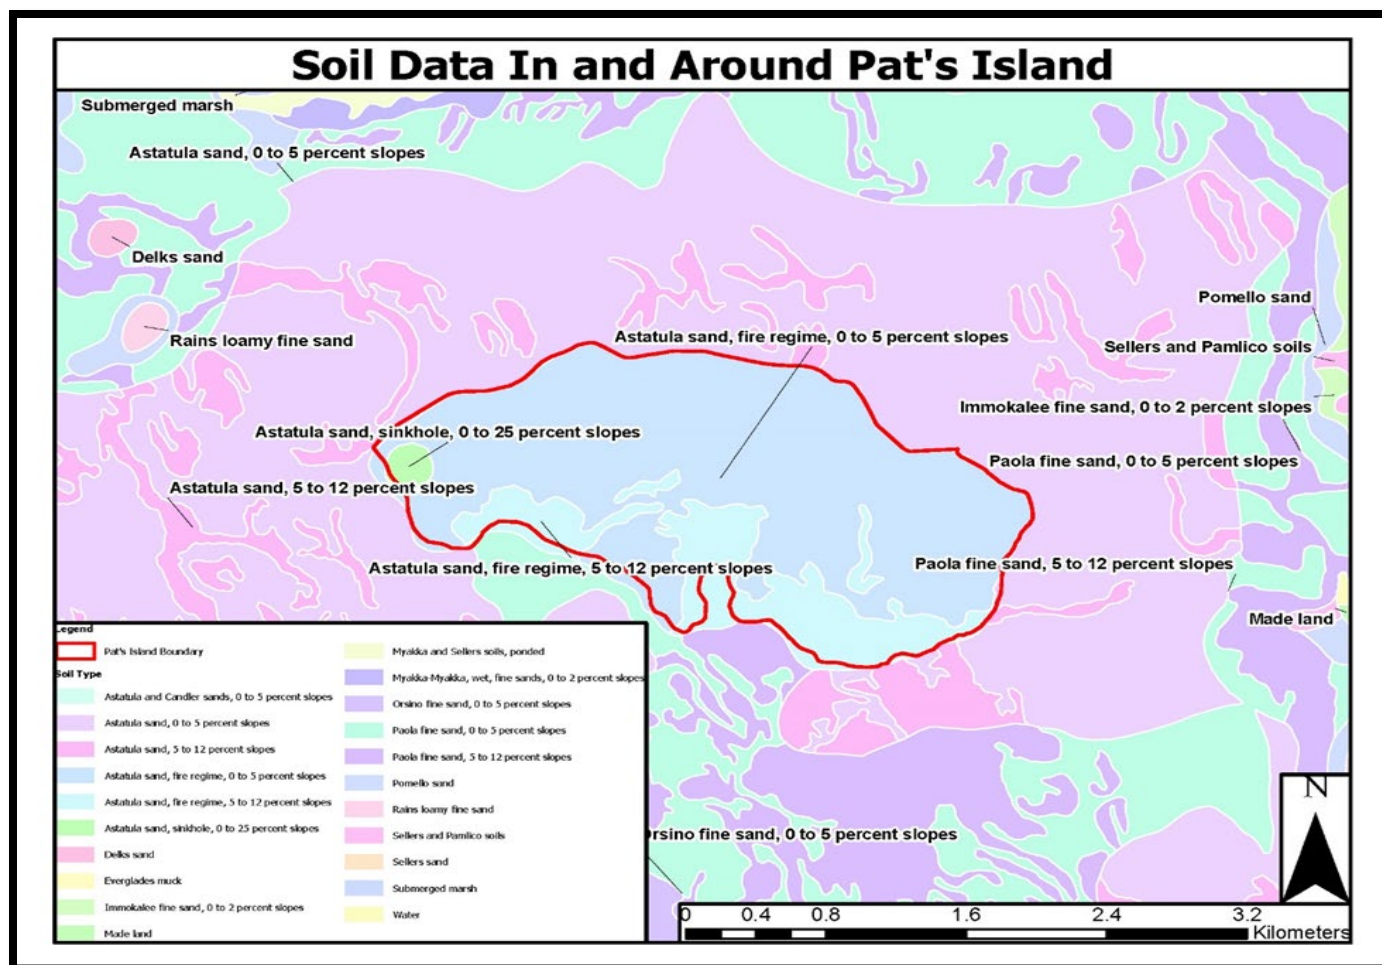 Soil Data In and Around Pat's Island
Submerged marsh
Astatula sand, 0 to 5 percent slopes
Delks sand
Pomello sand
Rains loamy fine sand
Astatula sand, fire regime, 0 to 5 percent slopes
Sellers and Pamlico soils
Immokalee fine sand, 0 to 2 percent slopes
Astatula sand, sinkhole, 0 to 25 percent slopes
Paola fine sand, 0 to 5 percent slopes
Astatula sand, 5 to 12 percent slopes
Astatula sand, fire regime, 5 to 12 percent slopes
Paola fine sand, 5 to 12 percent slopes
Made land
Legend
Pat's Island Boundary
Soil Type
Astatula and Candler sands, 0 to 5 percent slopes
Astatula sand, 0 to 5 percent slopes
Astatula sand, 5 to 12 percent slopes
Astatula sand, fire regime, 0 to 5 percent slopes
Astatula sand, fire regime, 5 to 12 percent slopes
Astatula sand, sinkhole, 0 to 25 percent slopes
Delks sand
Everglades muck
Immokalee fine sand, 0 to 2 percent slopes
Made land
Myakka and Sellers soils, ponded
Myakka-Myakka, wet, fine sands, 0 to 2 percent slopes
Orsino fine sand, 0 to 5 percent slopes
Paola fine sand, 0 to 5 percent slopes
Paola fine sand, 5 to 12 percent slopes
Pomello sand
Rains loamy fine sand
Sellers and Pamlico soils
Sellers sand
Submerged marsh
Water
Orsino fine sand, 0 to 5 percent slopes
N
0 0.4 0.8 1.6 2.4 3.2
Kilometers